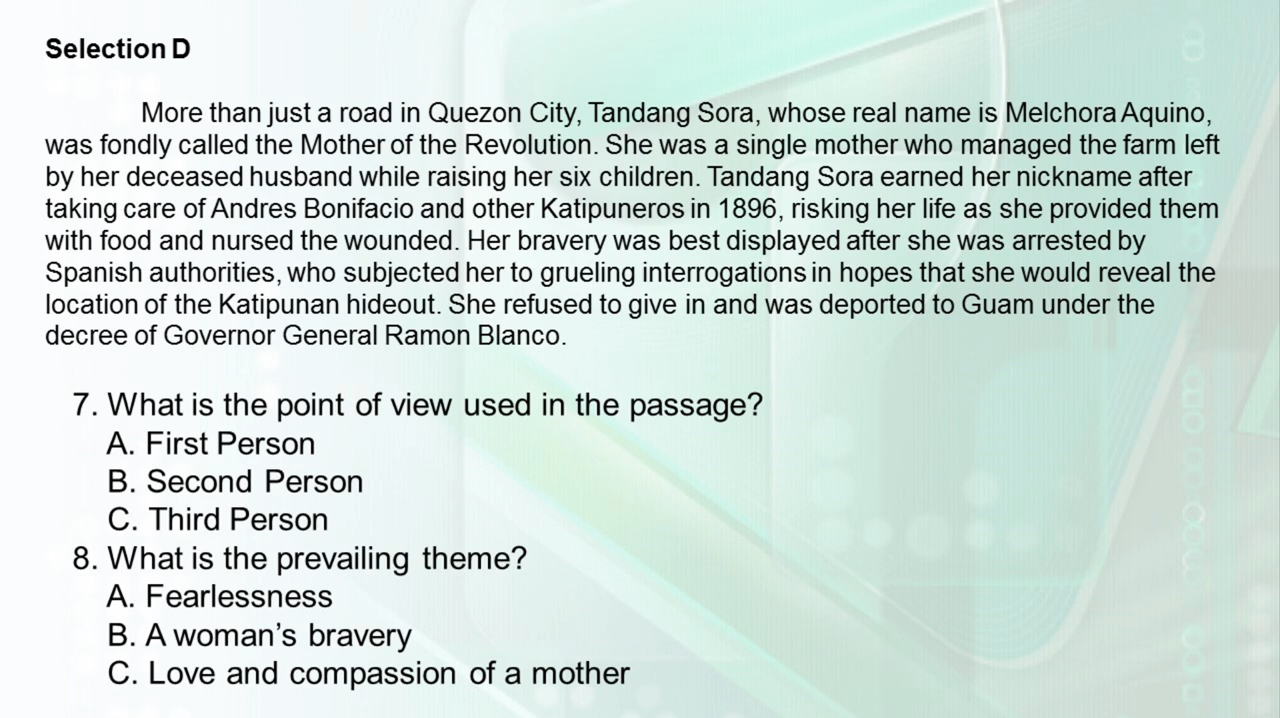 Selection D
More than just a road in Quezon City, Tandang Sora, whose real name is Melchora Aquino,
was fondly called the Mother of the Revolution. She was a single mother who managed the farm left
by her deceased husband while raising her six children. Tandang Sora earned her nickname after
taking care of Andres Bonifacio and other Katipuneros in 1896, risking her life as she provided them
with food and nursed the wounded. Her bravery was best displayed after she was arrested by
Spanish authorities, who subjected her to grueling interrogations in hopes that she would reveal the
location of the Katipunan hideout. She refused to give in and was deported to Guam under the
decree of Governor General Ramon Blanco.
7. What is the point of view used in the passage?
A. First Person
B. Second Person
C. Third Person
8. What is the prevailing theme?
A. Fearlessness
B. A woman’s bravery
C. Love and compassion of a mother